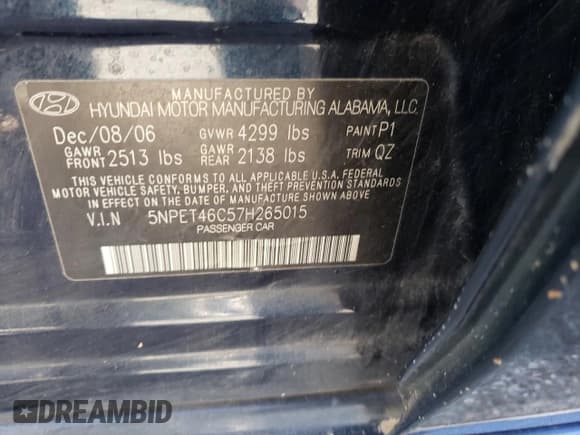 MANUFACTURED BY
HYUNDAI MOTOR MANUFACTURING ALABAMA, LLC.
Dec/08/06 GVWR 4299 lbs PAINT P1
GAWR FRONT 2513 lbs GAWR REAR 2138 lbs TRIM QZ
THIS VEHICLE CONFORMS TO ALL APPLICABLE U.S.A. FEDERAL
MOTOR VEHICLE SAFETY, BUMPER, AND THEFT PREVENTION STANDARDS
IN EFFECT ON THE DATE OF MANUFACTURE SHOWN ABOVE
V.I.N 5NPET46C57H265015
PASSENGER CAR
DREAMBID